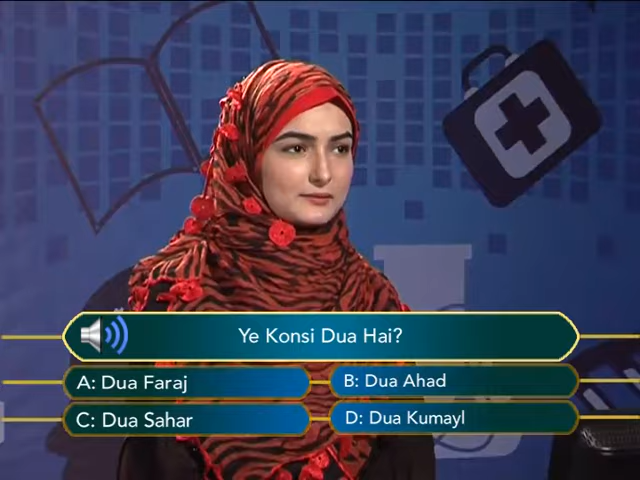 Ye Konsi Dua Hai?
A: Dua Faraj
B: Dua Ahad
C: Dua Sahar
D: Dua Kumayl